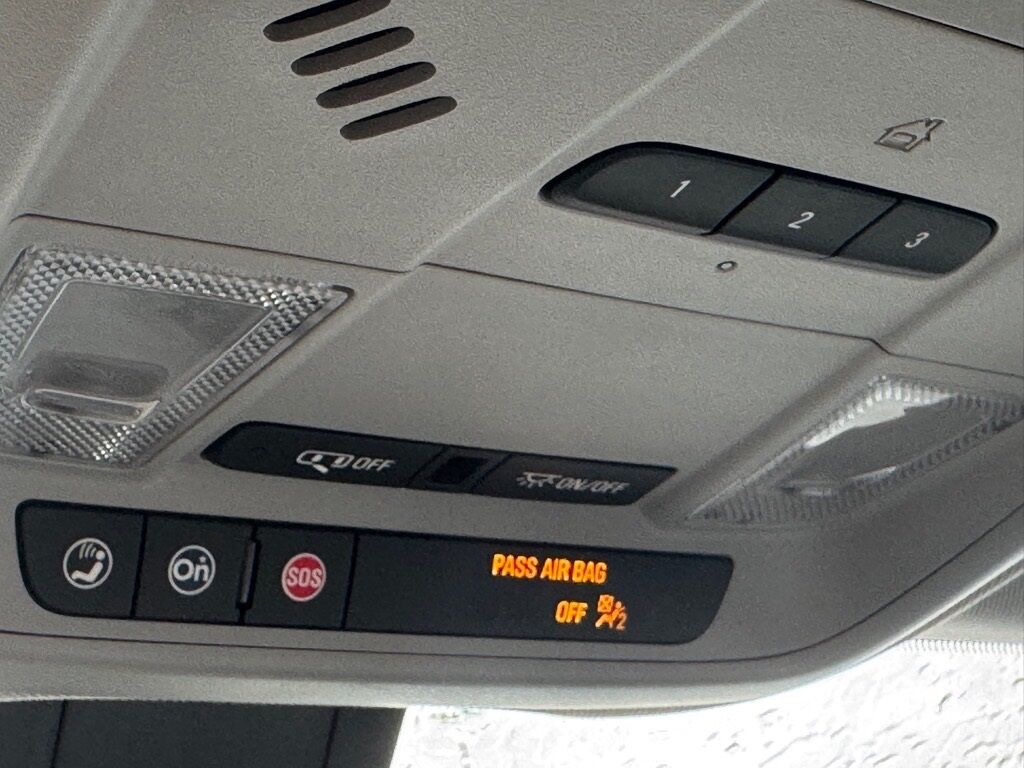 1 2 3
OFF ON/OFF
On SOS PASS AIR BAG
OFF 2